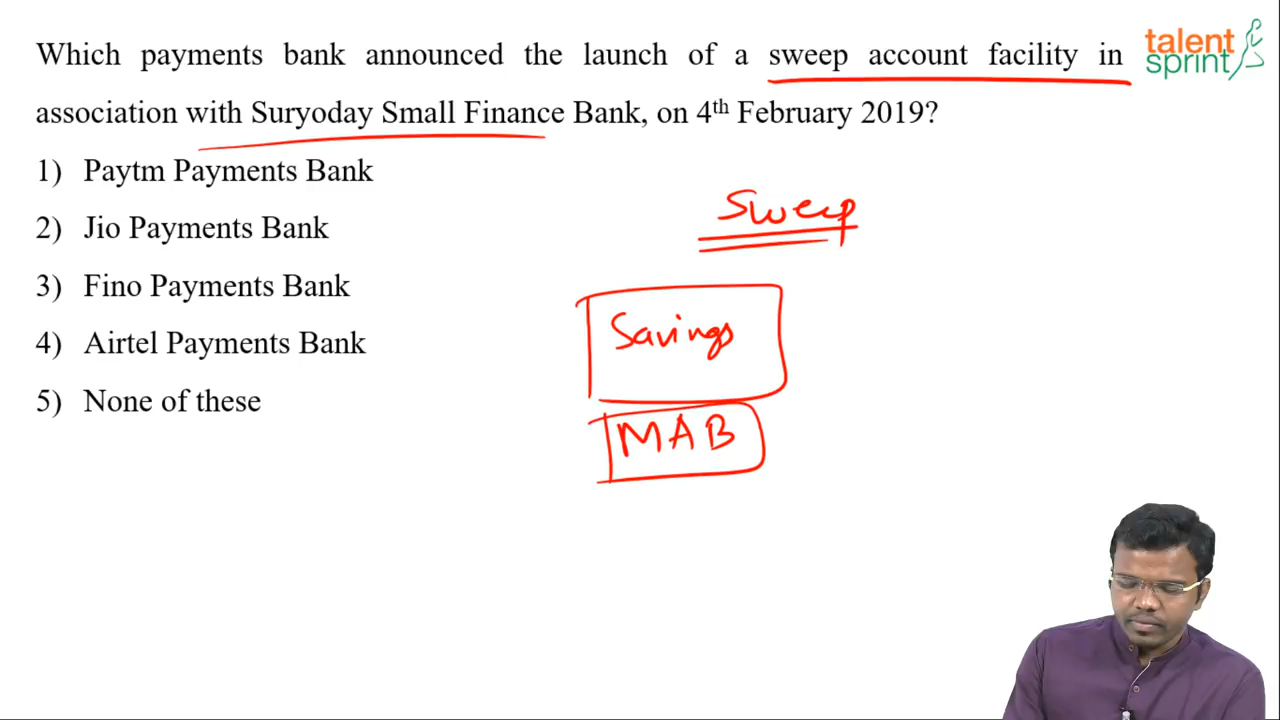 Which payments bank announced the launch of a sweep account facility in
association with Suryoday Small Finance Bank, on 4th February 2019?
talent
sprint
1) Paytm Payments Bank
2) Jio Payments Bank
3) Fino Payments Bank
4) Airtel Payments Bank
5) None of these
Sweep
Savings
MAB